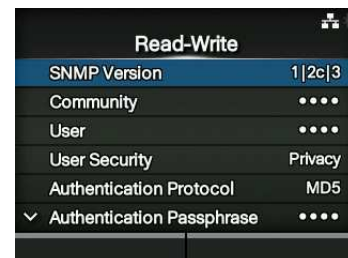 Read-Write
SNMP Version 1|2c|3
Community ••••
User ••••
User Security Privacy
Authentication Protocol MD5
Authentication Passphrase ••••